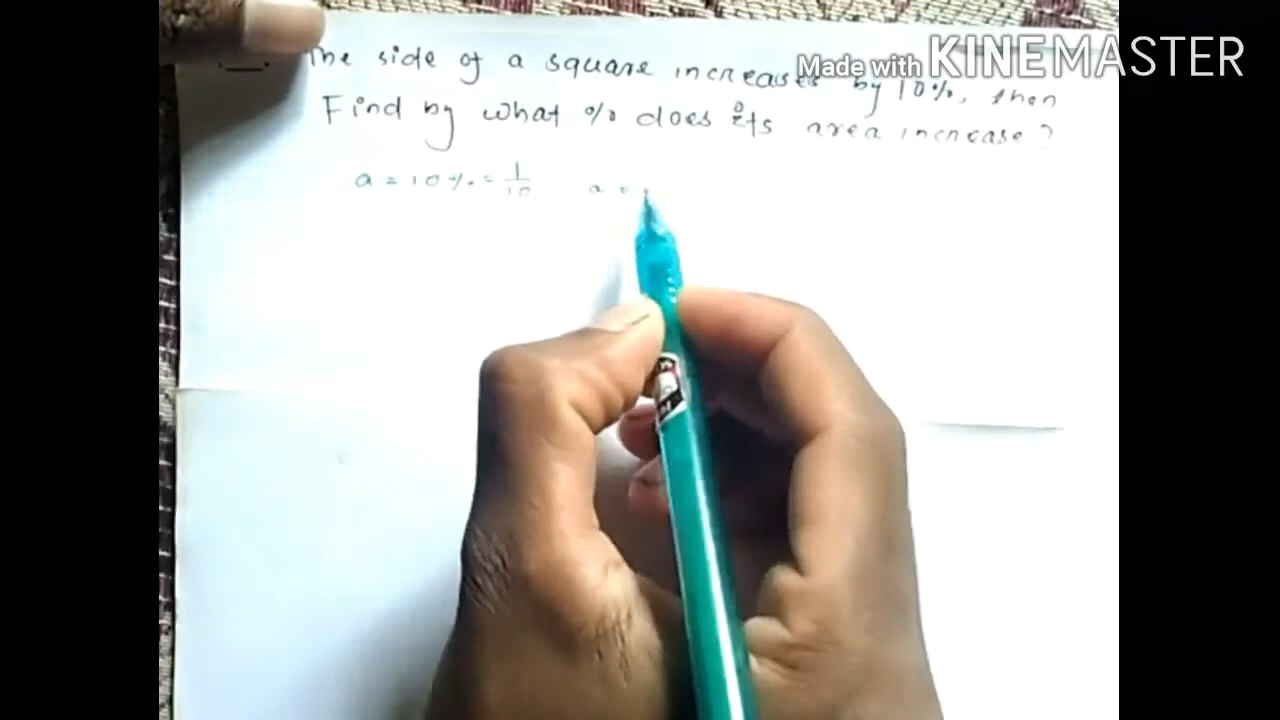 Made with KINEMASTER
The side of a square increases by 10%, then
Find by what % does its area increase?
a = 10% = 1/10 a =